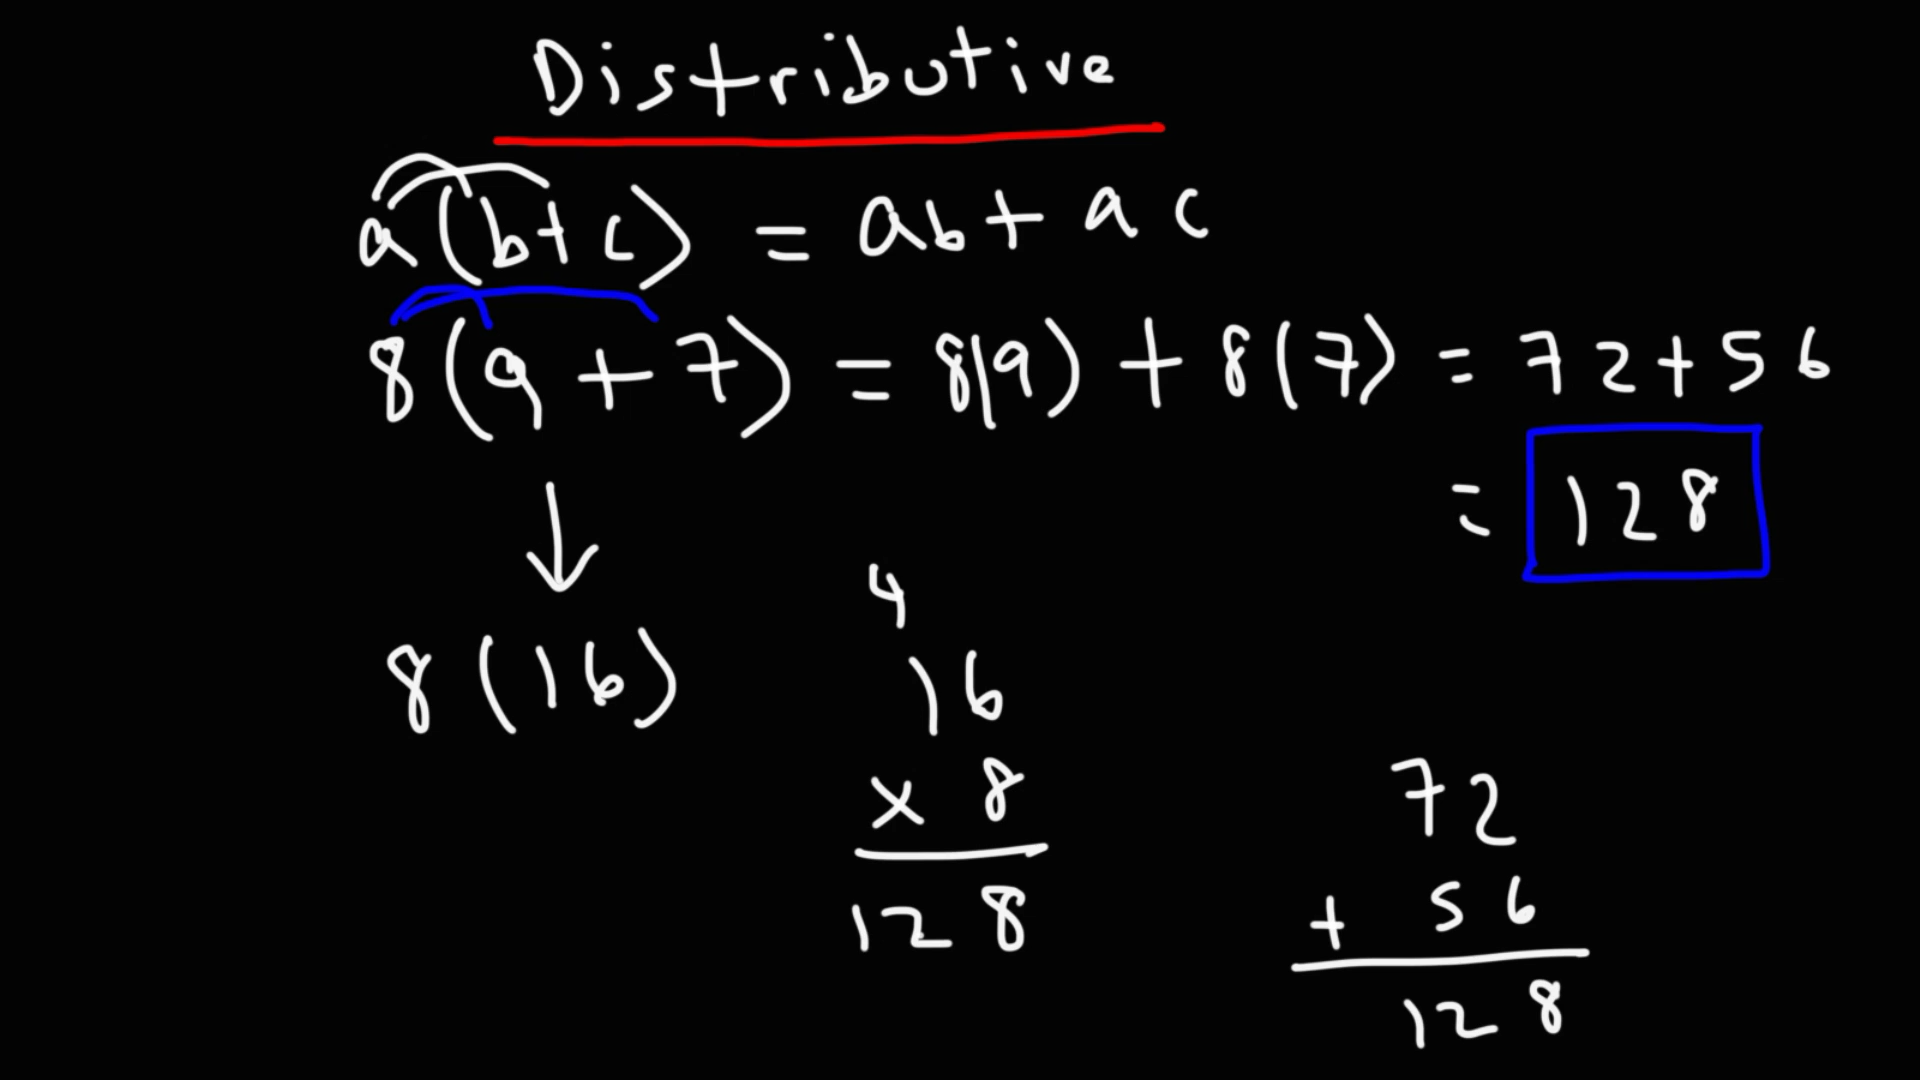 Distributive
a(b+c) = ab + ac
8(9 + 7) = 8(9) + 8(7) = 72 + 56
= 128
8(16)
4
16
x 8
128
72
+ 56
128